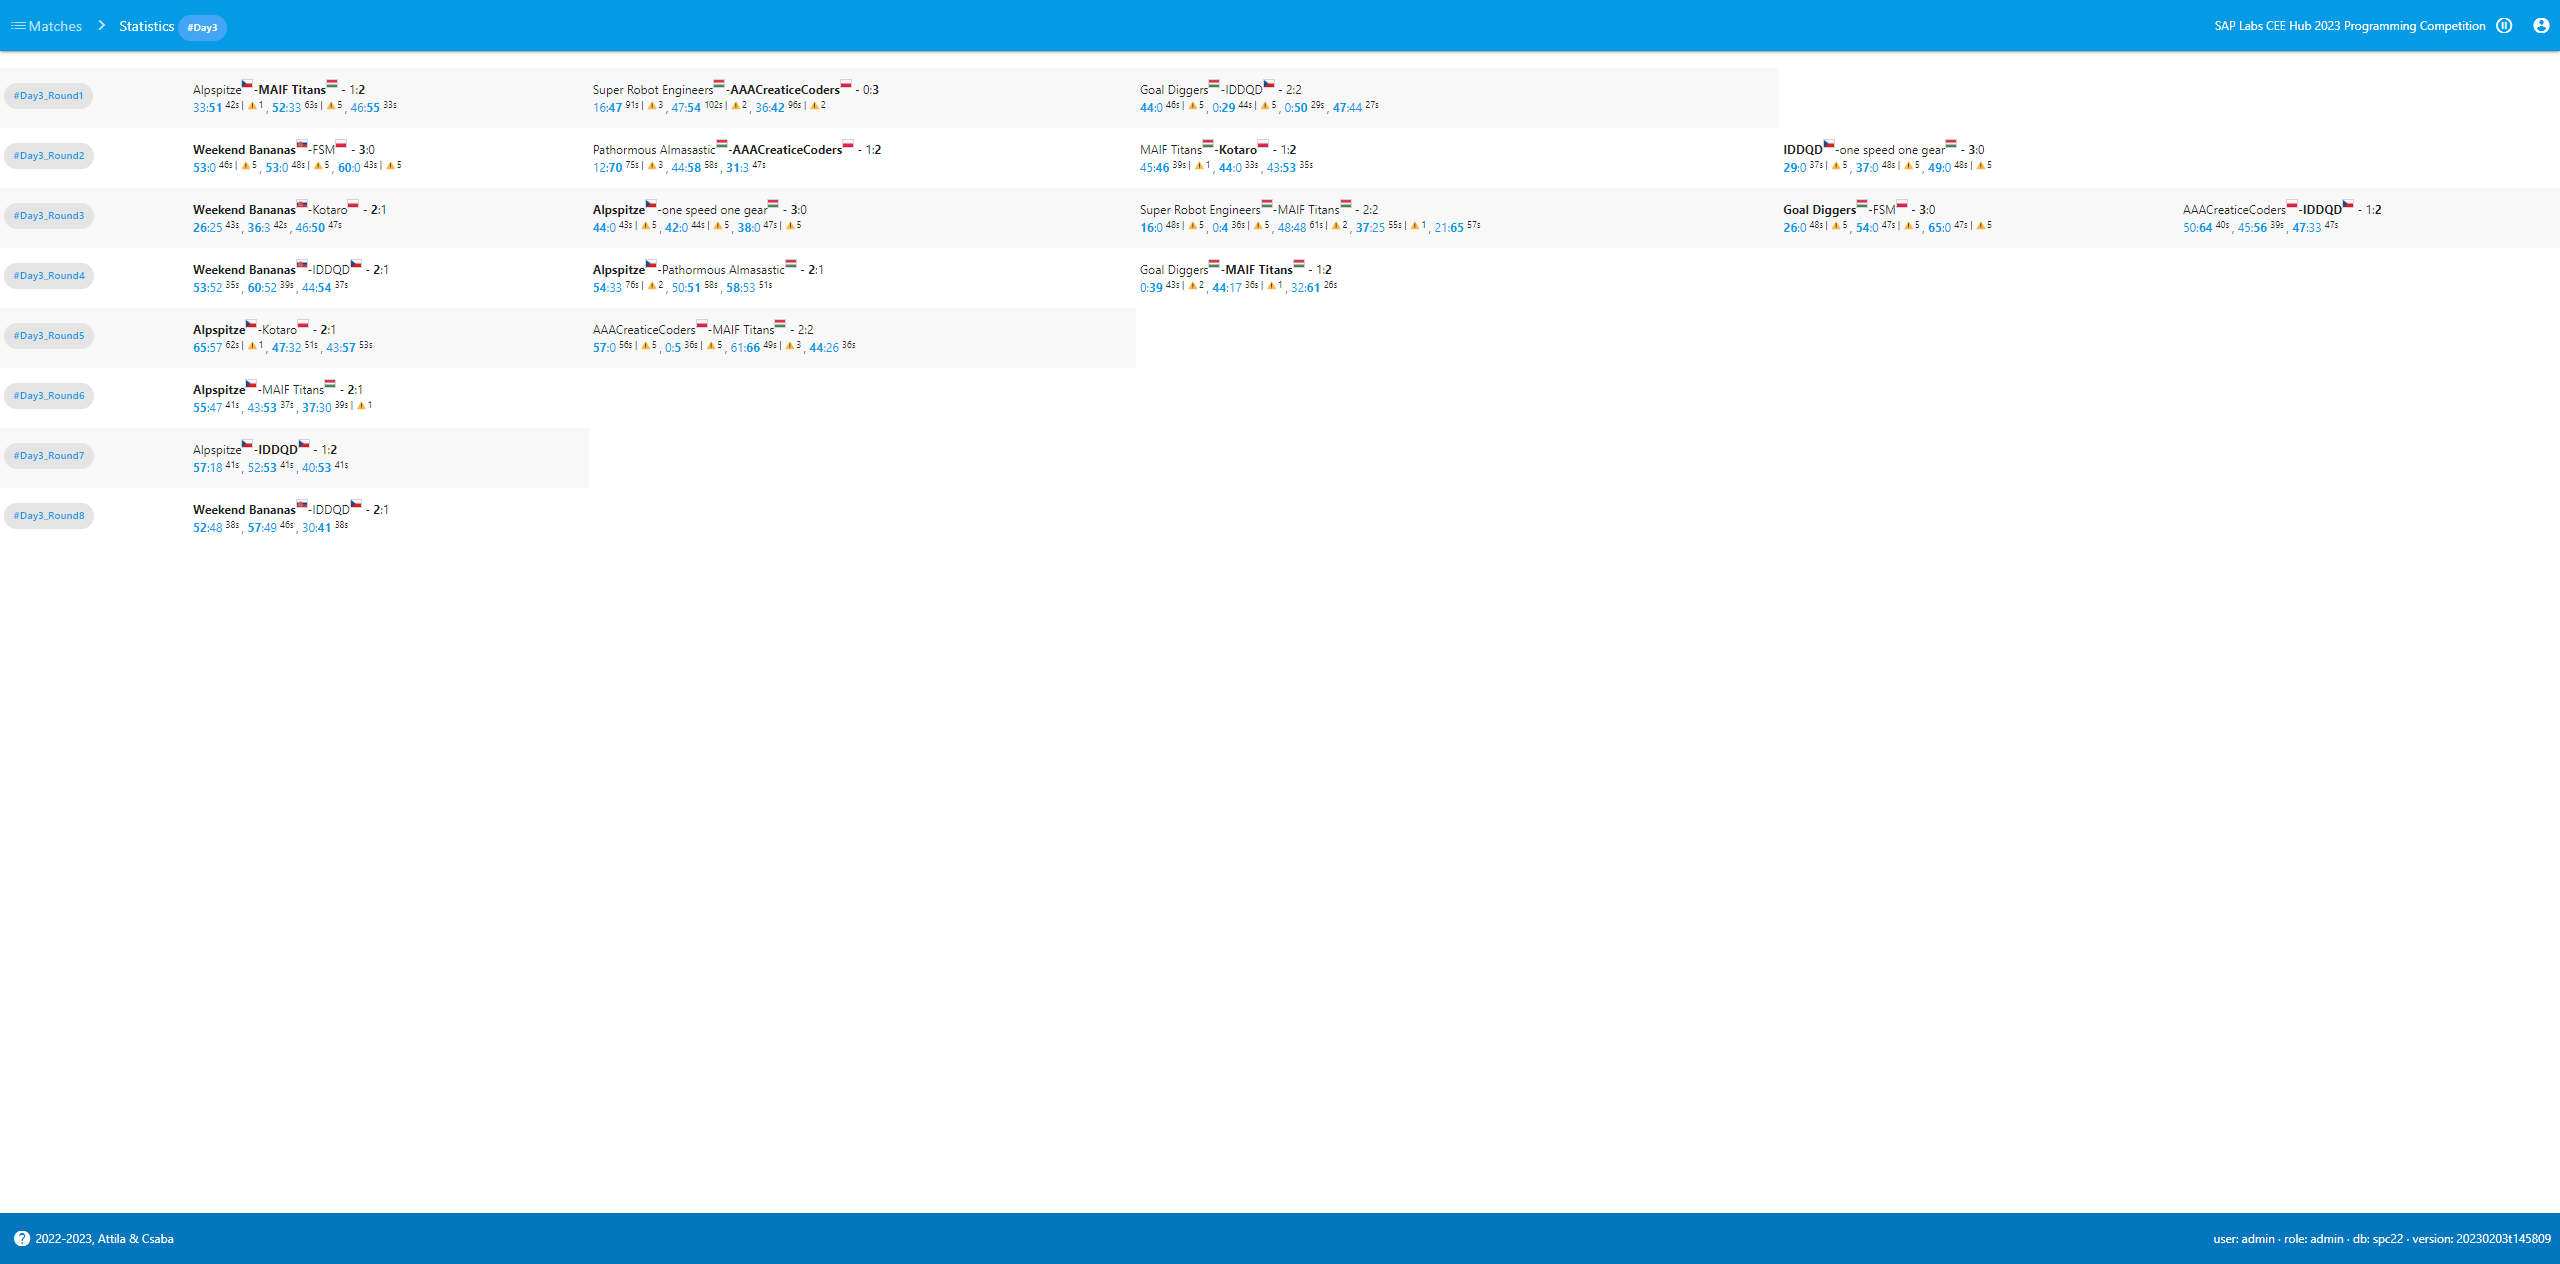 Matches > Statistics #Day3 SAP Labs CEE Hub 2023 Programming Competition
#Day3_Round1
Alpspitze-MAIF Titans - 1:2
33:51 42s | ⚠ 1 , 52:33 63s | ⚠ 5 , 46:55 33s
Super Robot Engineers-AAACreaticeCoders - 0:3
16:47 91s | ⚠ 3 , 47:54 102s | ⚠ 2 , 36:42 96s | ⚠ 2
Goal Diggers-IDDQD - 2:2
44:0 46s | ⚠ 5 , 0:29 44s | ⚠ 5 , 0:50 29s , 47:44 27s
#Day3_Round2
Weekend Bananas-FSM - 3:0
53:0 46s | ⚠ 5 , 53:0 48s | ⚠ 5 , 60:0 43s | ⚠ 5
Pathormous Almasastic-AAACreaticeCoders - 1:2
12:70 75s | ⚠ 3 , 44:58 58s , 31:3 47s
MAIF Titans-Kotaro - 1:2
45:46 39s | ⚠ 1 , 44:0 33s , 43:53 35s
IDDQD-one speed one gear - 3:0
29:0 37s | ⚠ 5 , 37:0 48s | ⚠ 5 , 49:0 48s | ⚠ 5
#Day3_Round3
Weekend Bananas-Kotaro - 2:1
26:25 43s , 36:3 42s , 46:50 47s
Alpspitze-one speed one gear - 3:0
44:0 43s | ⚠ 5 , 42:0 44s | ⚠ 5 , 38:0 47s | ⚠ 5
Super Robot Engineers-MAIF Titans - 2:2
16:0 48s | ⚠ 5 , 0:4 36s | ⚠ 5 , 48:48 61s | ⚠ 2 , 37:25 55s | ⚠ 1 , 21:65 57s
Goal Diggers-FSM - 3:0
26:0 48s | ⚠ 5 , 54:0 47s | ⚠ 5 , 65:0 47s | ⚠ 5
AAACreaticeCoders-IDDQD - 1:2
50:64 40s , 45:56 39s , 47:33 47s
#Day3_Round4
Weekend Bananas-IDDQD - 2:1
53:52 35s , 60:52 39s , 44:54 37s
Alpspitze-Pathormous Almasastic - 2:1
54:33 76s | ⚠ 2 , 50:51 58s , 58:53 51s
Goal Diggers-MAIF Titans - 1:2
0:39 43s | ⚠ 2 , 44:17 36s | ⚠ 1 , 32:61 26s
#Day3_Round5
Alpspitze-Kotaro - 2:1
65:57 62s | ⚠ 1 , 47:32 51s , 43:57 53s
AAACreaticeCoders-MAIF Titans - 2:2
57:0 56s | ⚠ 5 , 0:5 36s | ⚠ 5 , 61:66 49s | ⚠ 3 , 44:26 36s
#Day3_Round6
Alpspitze-MAIF Titans - 2:1
55:47 41s , 43:53 37s , 37:30 39s | ⚠ 1
#Day3_Round7
Alpspitze-IDDQD - 1:2
57:18 41s , 52:53 41s , 40:53 41s
#Day3_Round8
Weekend Bananas-IDDQD - 2:1
52:48 38s , 57:49 46s , 30:41 38s
2022-2023, Attila & Csaba user: admin · role: admin · db: spc22 · version: 20230203t145809